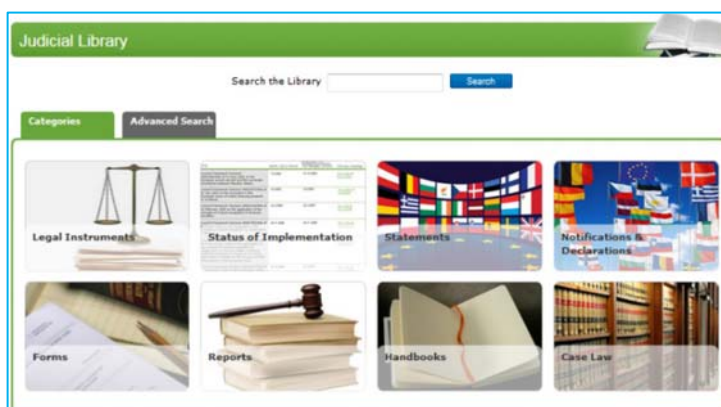 Judicial Library
Search the Library
Search
Categories
Advanced Search
Legal Instruments
Status of Implementation
Statements
Notifications &
Declarations
Forms
Reports
Handbooks
Case Law